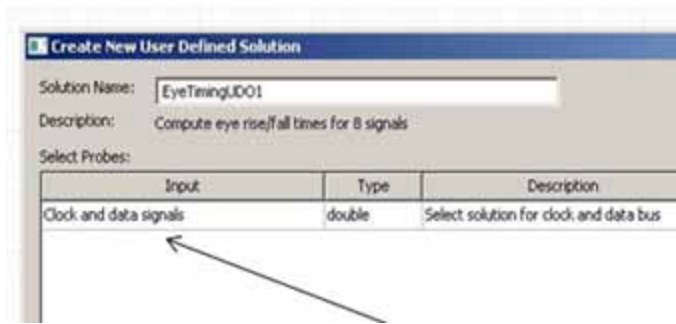 Create New User Defined Solution
Solution Name: EyeTimingUDO1
Description: Compute eye rise/fall times for 8 signals
Select Probes:
Input Type Description
Clock and data signals double Select solution for clock and data bus